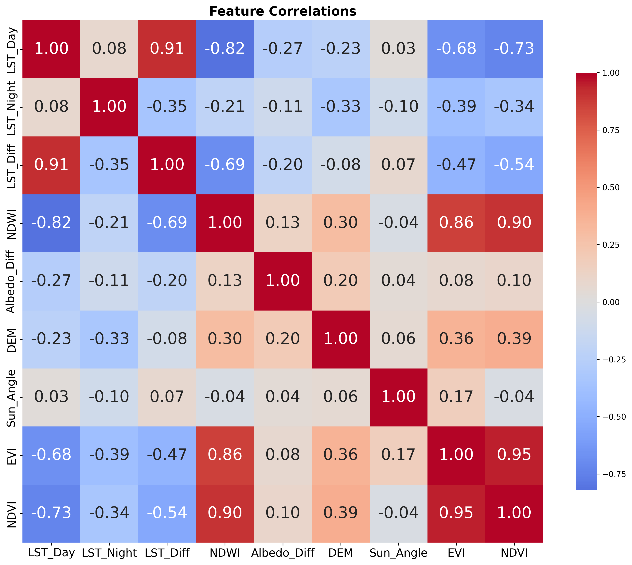 Feature Correlations
LST_Day 1.00 0.08 0.91 -0.82 -0.27 -0.23 0.03 -0.68 -0.73
LST_Night 0.08 1.00 -0.35 -0.21 -0.11 -0.33 -0.10 -0.39 -0.34
LST_Diff 0.91 -0.35 1.00 -0.69 -0.20 -0.08 0.07 -0.47 -0.54
NDWI -0.82 -0.21 -0.69 1.00 0.13 0.30 -0.04 0.86 0.90
Albedo_Diff -0.27 -0.11 -0.20 0.13 1.00 0.20 0.04 0.08 0.10
DEM -0.23 -0.33 -0.08 0.30 0.20 1.00 0.06 0.36 0.39
Sun_Angle 0.03 -0.10 0.07 -0.04 0.04 0.06 1.00 0.17 -0.04
EVI -0.68 -0.39 -0.47 0.86 0.08 0.36 0.17 1.00 0.95
NDVI -0.73 -0.34 -0.54 0.90 0.10 0.39 -0.04 0.95 1.00
LST_Day LST_Night LST_Diff NDWI Albedo_Diff DEM Sun_Angle EVI NDVI
1.00
0.75
0.50
0.25
0.00
−0.25
−0.50
−0.75